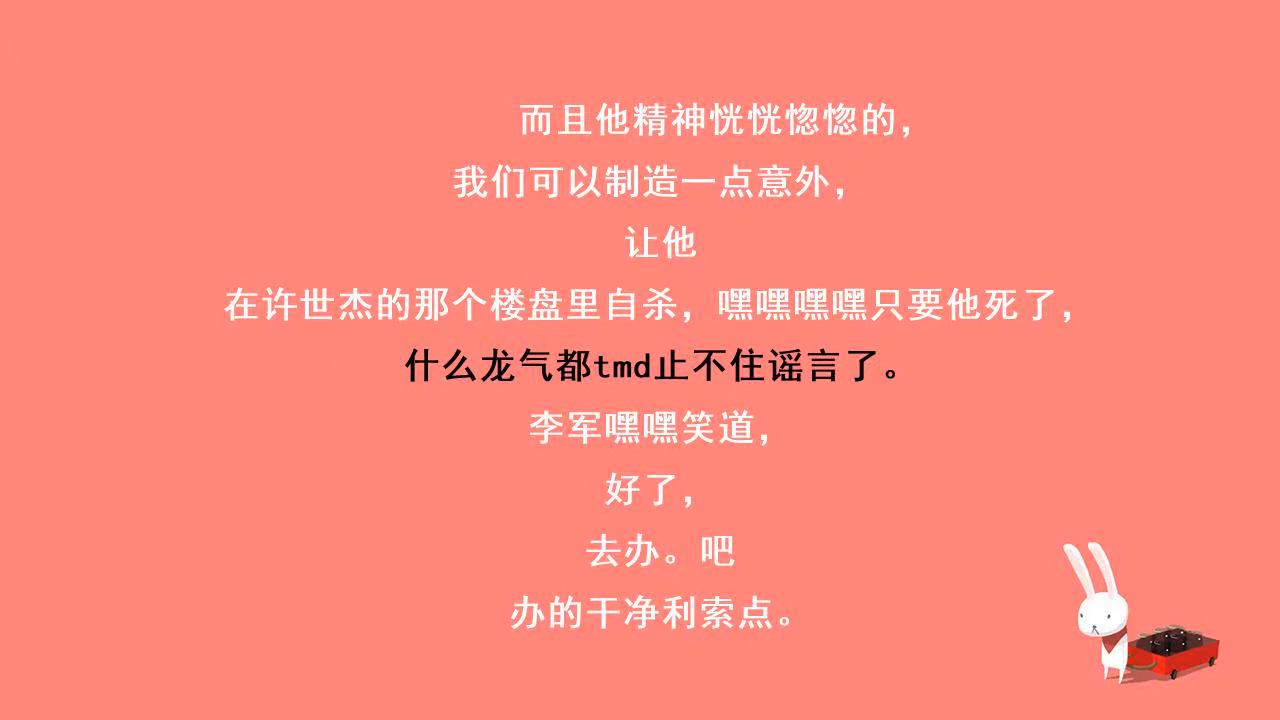 而且他精神恍恍惚惚的，
我们可以制造一点意外，
让他
在许世杰的那个楼盘里自杀，嘿嘿嘿嘿只要他死了，
什么龙气都tmd止不住谣言了。
李军嘿嘿笑道，
好了，
去办。吧
办的干净利索点。